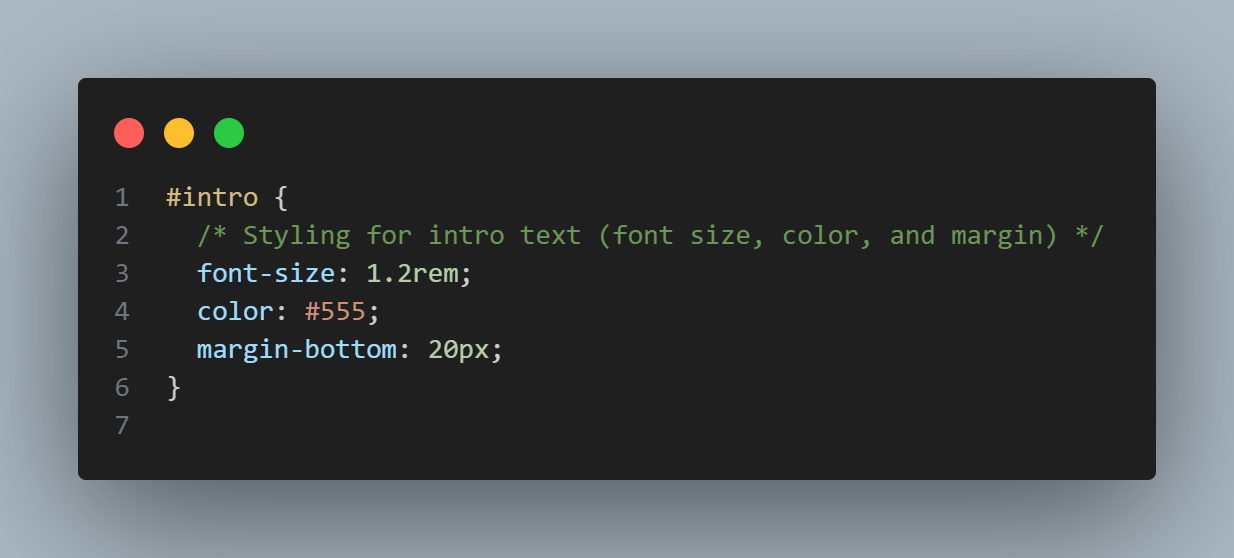 1 #intro {
2   /* Styling for intro text (font size, color, and margin) */
3   font-size: 1.2rem;
4   color: #555;
5   margin-bottom: 20px;
6 }
7